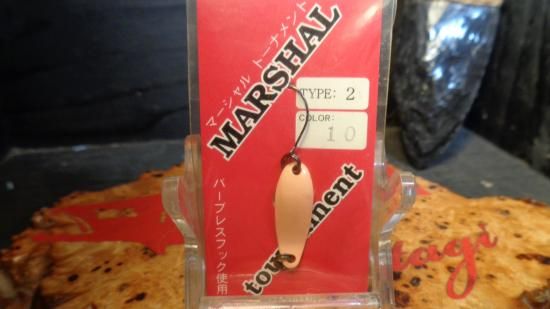 マーシャル トーナメント
MARSHAL
TYPE: 2
COLOR:
10
バーブレスフック使用